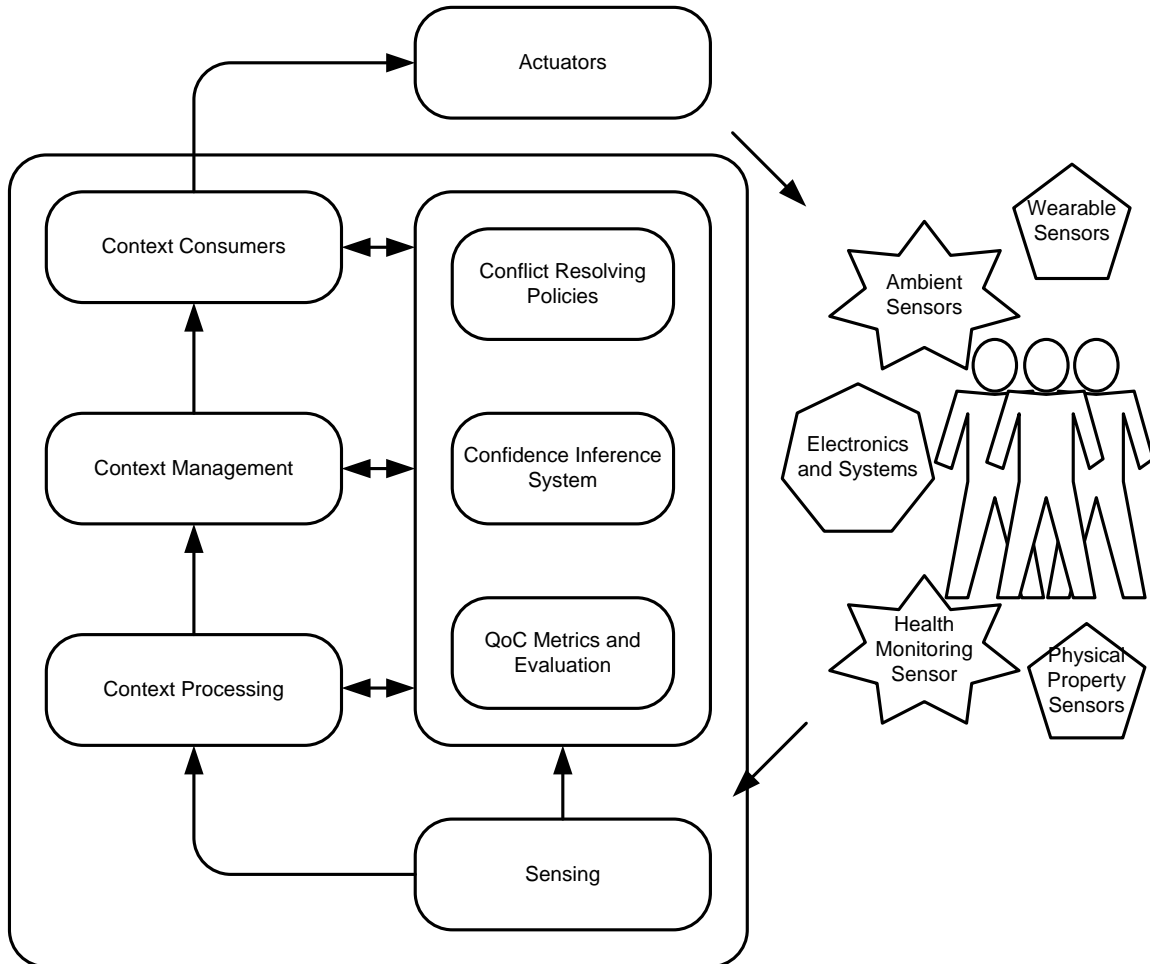 Actuators
Context Consumers
Conflict Resolving
Policies
Context Management
Confidence Inference
System
Context Processing
QoC Metrics and
Evaluation
Sensing
Wearable
Sensors
Ambient
Sensors
Electronics
and Systems
Health
Monitoring
Sensor
Physical
Property
Sensors